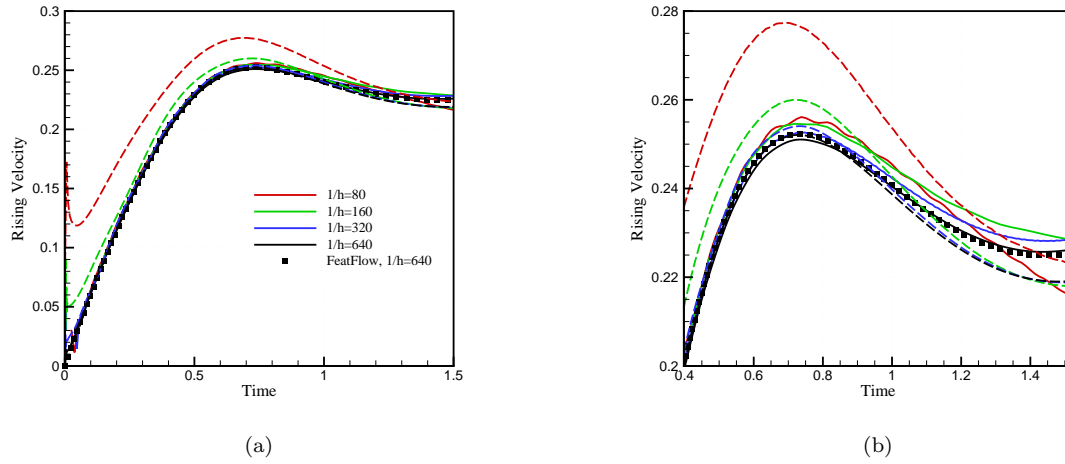 0.3
0.25
0.2
0.15
0.1
0.05
0
Rising Velocity
1/h=80
1/h=160
1/h=320
1/h=640
FeatFlow, 1/h=640
0
0.5
1
1.5
Time
(a)
0.28
0.26
0.24
0.22
0.2
Rising Velocity
0.4
0.6
0.8
1
1.2
1.4
Time
(b)